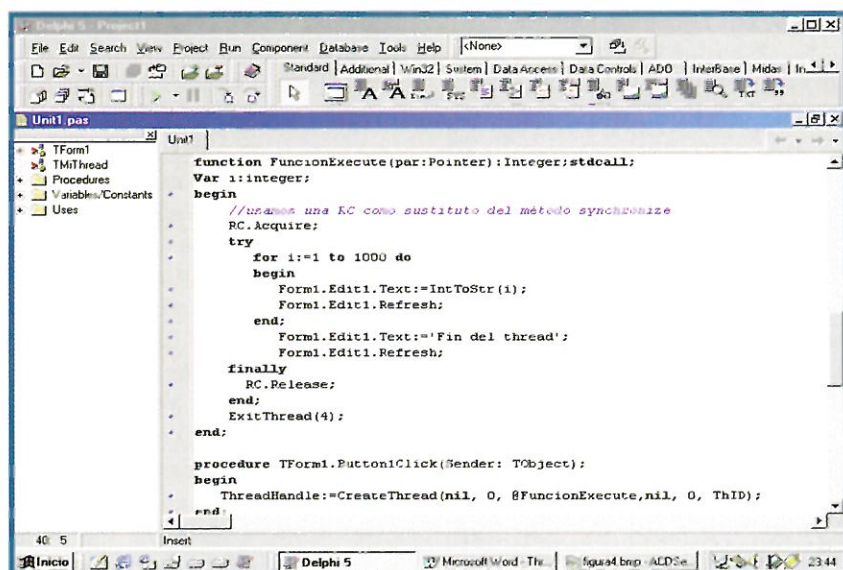 Delphi 5 - Project1
File Edit Search View Project Run Component Database Tools Help <None>
Standard Additional Win32 System Data Access Data Controls ADO InterBase Midas In
Unit1.pas
TForm1
TMiThread
Procedures
Variables/Constants
Uses
Unit1
function FuncionExecute(par:Pointer):Integer;stdcall;
Var i:integer;
begin
//usamos una RC como sustituto del método synchronize
RC.Acquire;
try
for i:=1 to 1000 do
begin
Form1.Edit1.Text:=IntToStr(i);
Form1.Edit1.Refresh;
end;
Form1.Edit1.Text:='Fin del thread';
Form1.Edit1.Refresh;
finally
RC.Release;
end;
ExitThread(4);
end;
procedure TForm1.Button1Click(Sender: TObject);
begin
ThreadHandle:=CreateThread(nil, 0, @FuncionExecute,nil, 0, ThID);
end;
40: 5 Insert
Inicio Delphi 5 Microsoft Word - Thr... figura4.bmp - ACDSe... 23:44